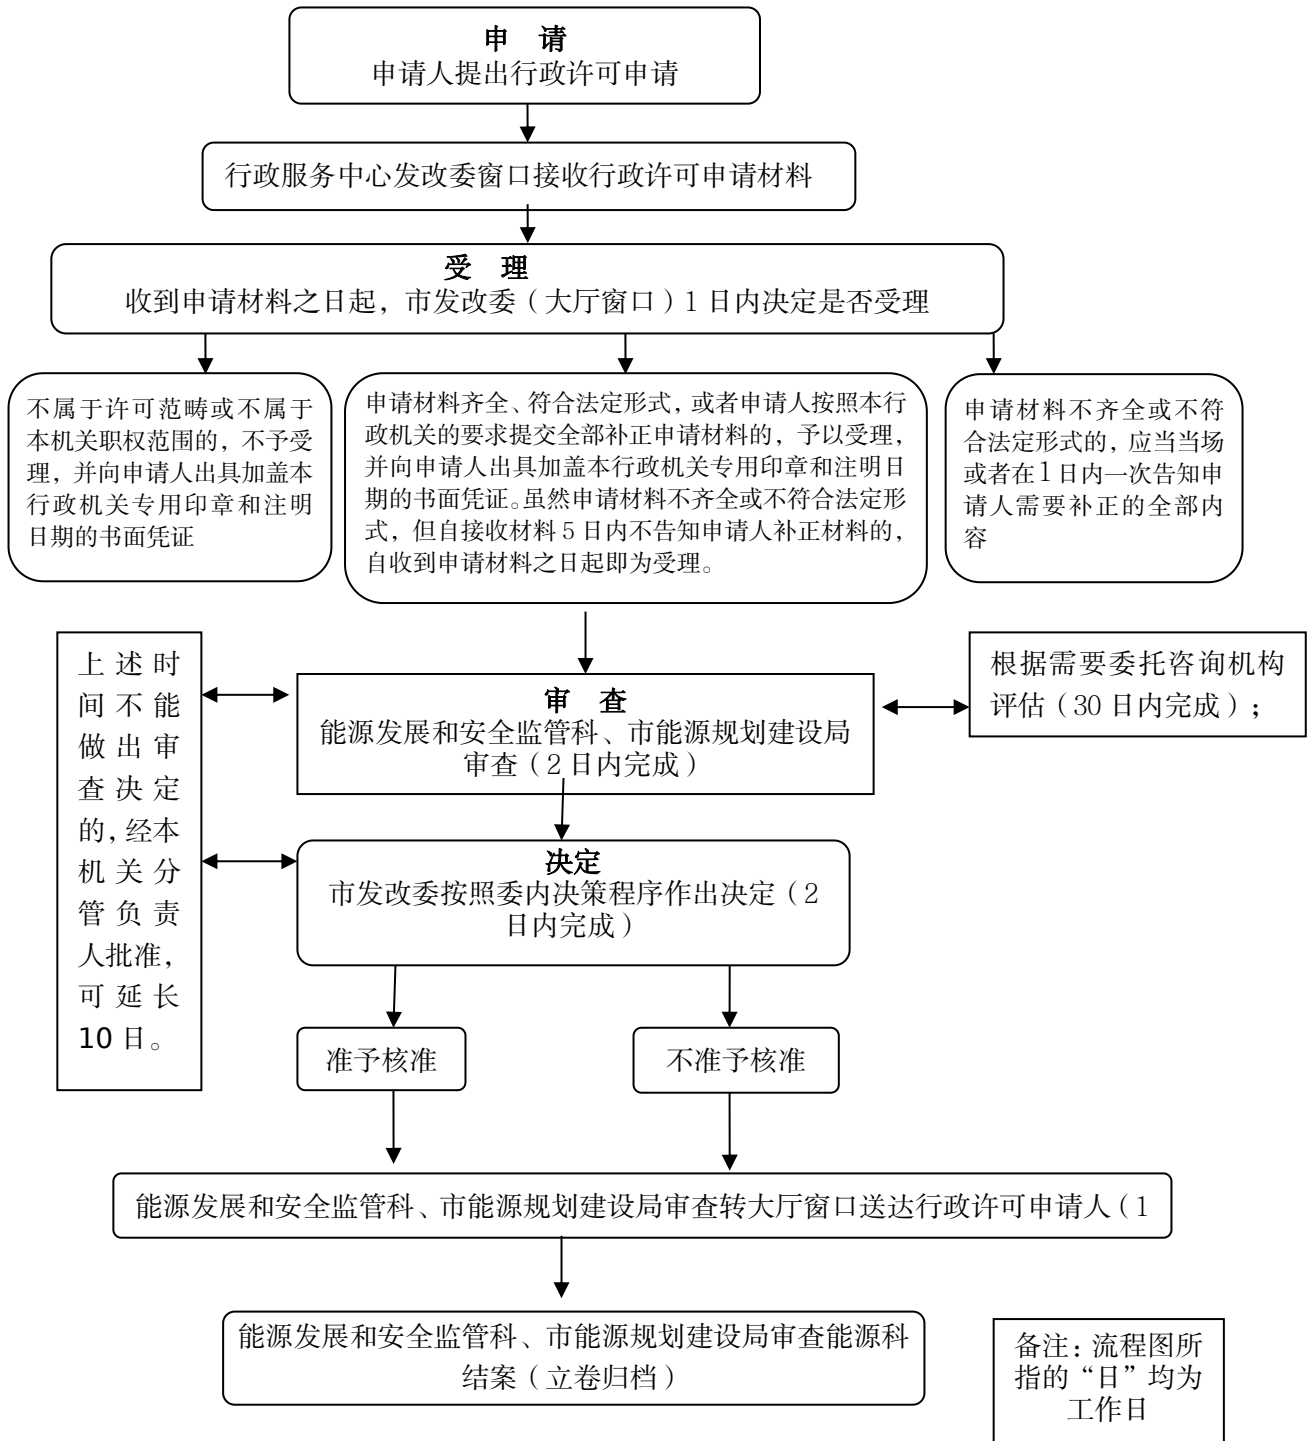 申 请
申请人提出行政许可申请
行政服务中心发改委窗口接收行政许可申请材料
受 理
收到申请材料之日起，市发改委（大厅窗口）1 日内决定是否受理
不属于许可范畴或不属于
本机关职权范围的，不予受
理，并向申请人出具加盖本
行政机关专用印章和注明
日期的书面凭证
申请材料齐全、符合法定形式，或者申请人按照本行
政机关的要求提交全部补正申请材料的，予以受理，
并向申请人出具加盖本行政机关专用印章和注明日
期的书面凭证。虽然申请材料不齐全或不符合法定形
式，但自接收材料 5 日内不告知申请人补正材料的，
自收到申请材料之日起即为受理。
申请材料不齐全或不符
合法定形式的，应当当场
或者在1日内一次告知申
请人需要补正的全部内
容
上述时
间不能
做出审
查决定
的，经本
机关分
管负责
人批准，
可延长
10 日。
审 查
能源发展和安全监管科、市能源规划建设局
审查（2 日内完成）
根据需要委托咨询机构
评估（30 日内完成）；
决定
市发改委按照委内决策程序作出决定（2
日内完成）
准予核准
不准予核准
能源发展和安全监管科、市能源规划建设局审查转大厅窗口送达行政许可申请人（1
能源发展和安全监管科、市能源规划建设局审查能源科
结案（立卷归档）
备注：流程图所
指的“日”均为
工作日